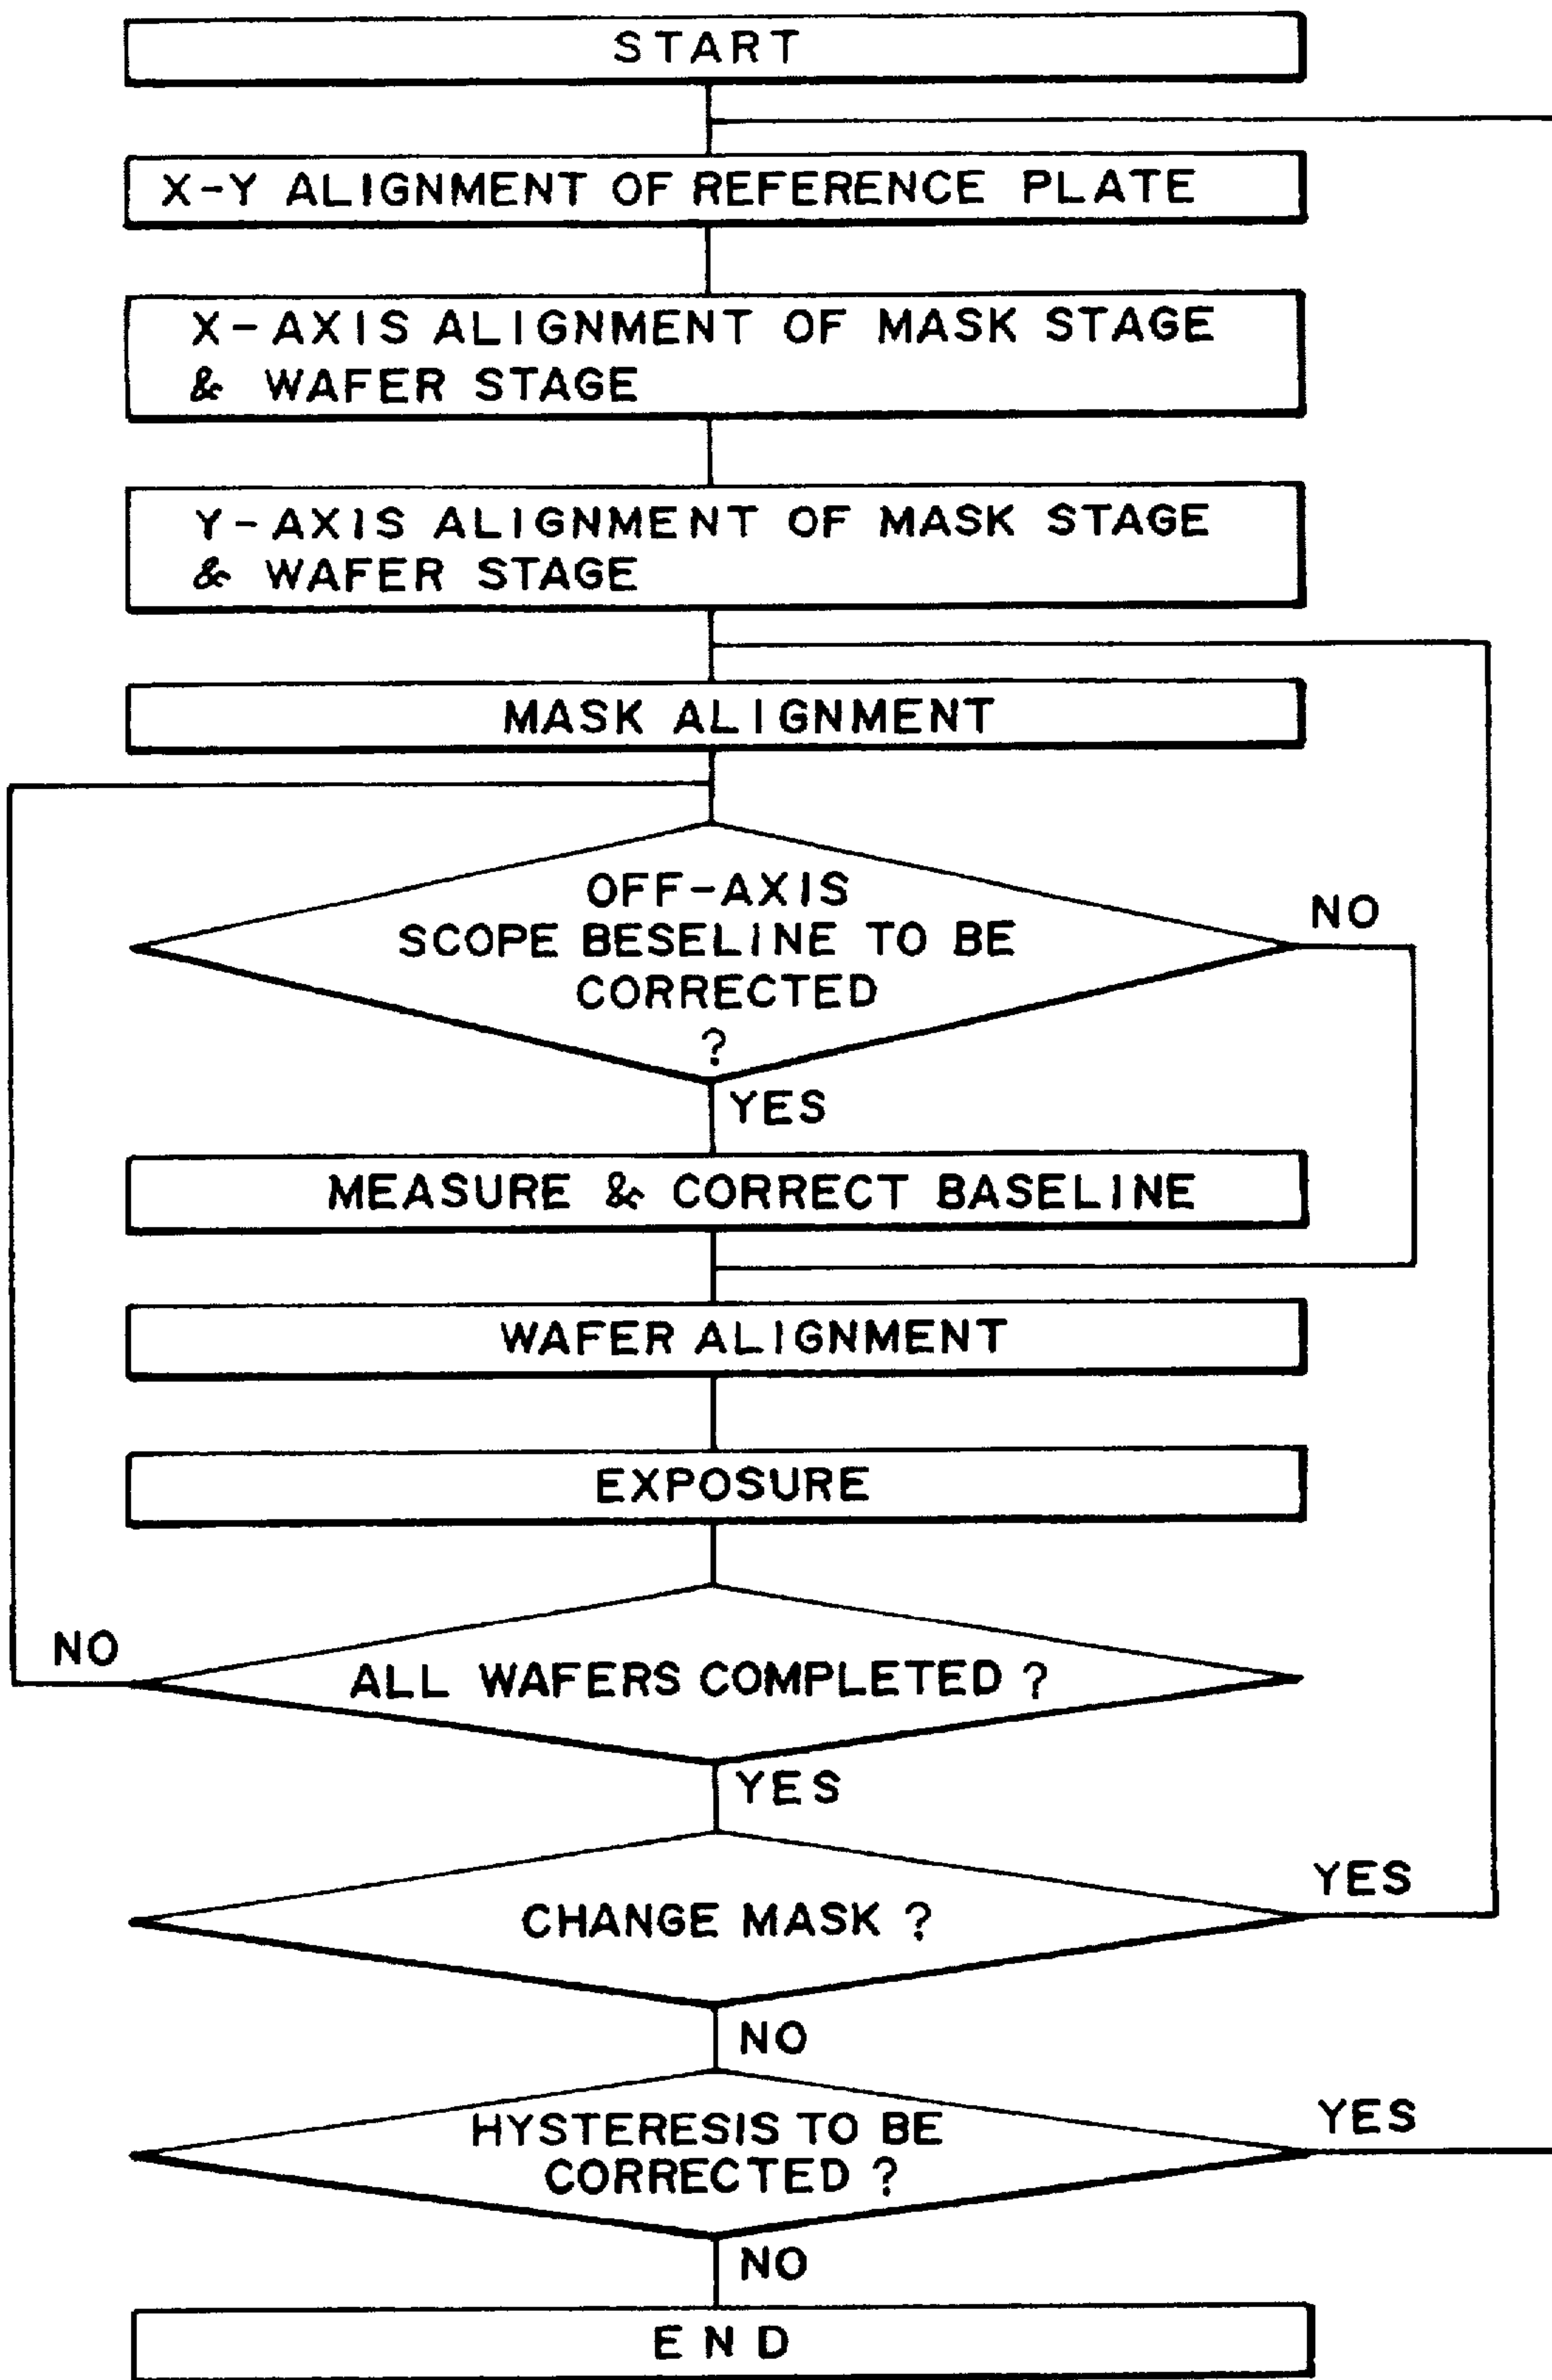 START
X-Y ALIGNMENT OF REFERENCE PLATE
X-AXIS ALIGNMENT OF MASK STAGE
& WAFER STAGE
Y-AXIS ALIGNMENT OF MASK STAGE
& WAFER STAGE
MASK ALIGNMENT
OFF-AXIS
SCOPE BESELINE TO BE
CORRECTED
?
NO
YES
MEASURE & CORRECT BASELINE
WAFER ALIGNMENT
EXPOSURE
NO
ALL WAFERS COMPLETED ?
YES
CHANGE MASK ?
YES
NO
HYSTERESIS TO BE
CORRECTED ?
YES
NO
END